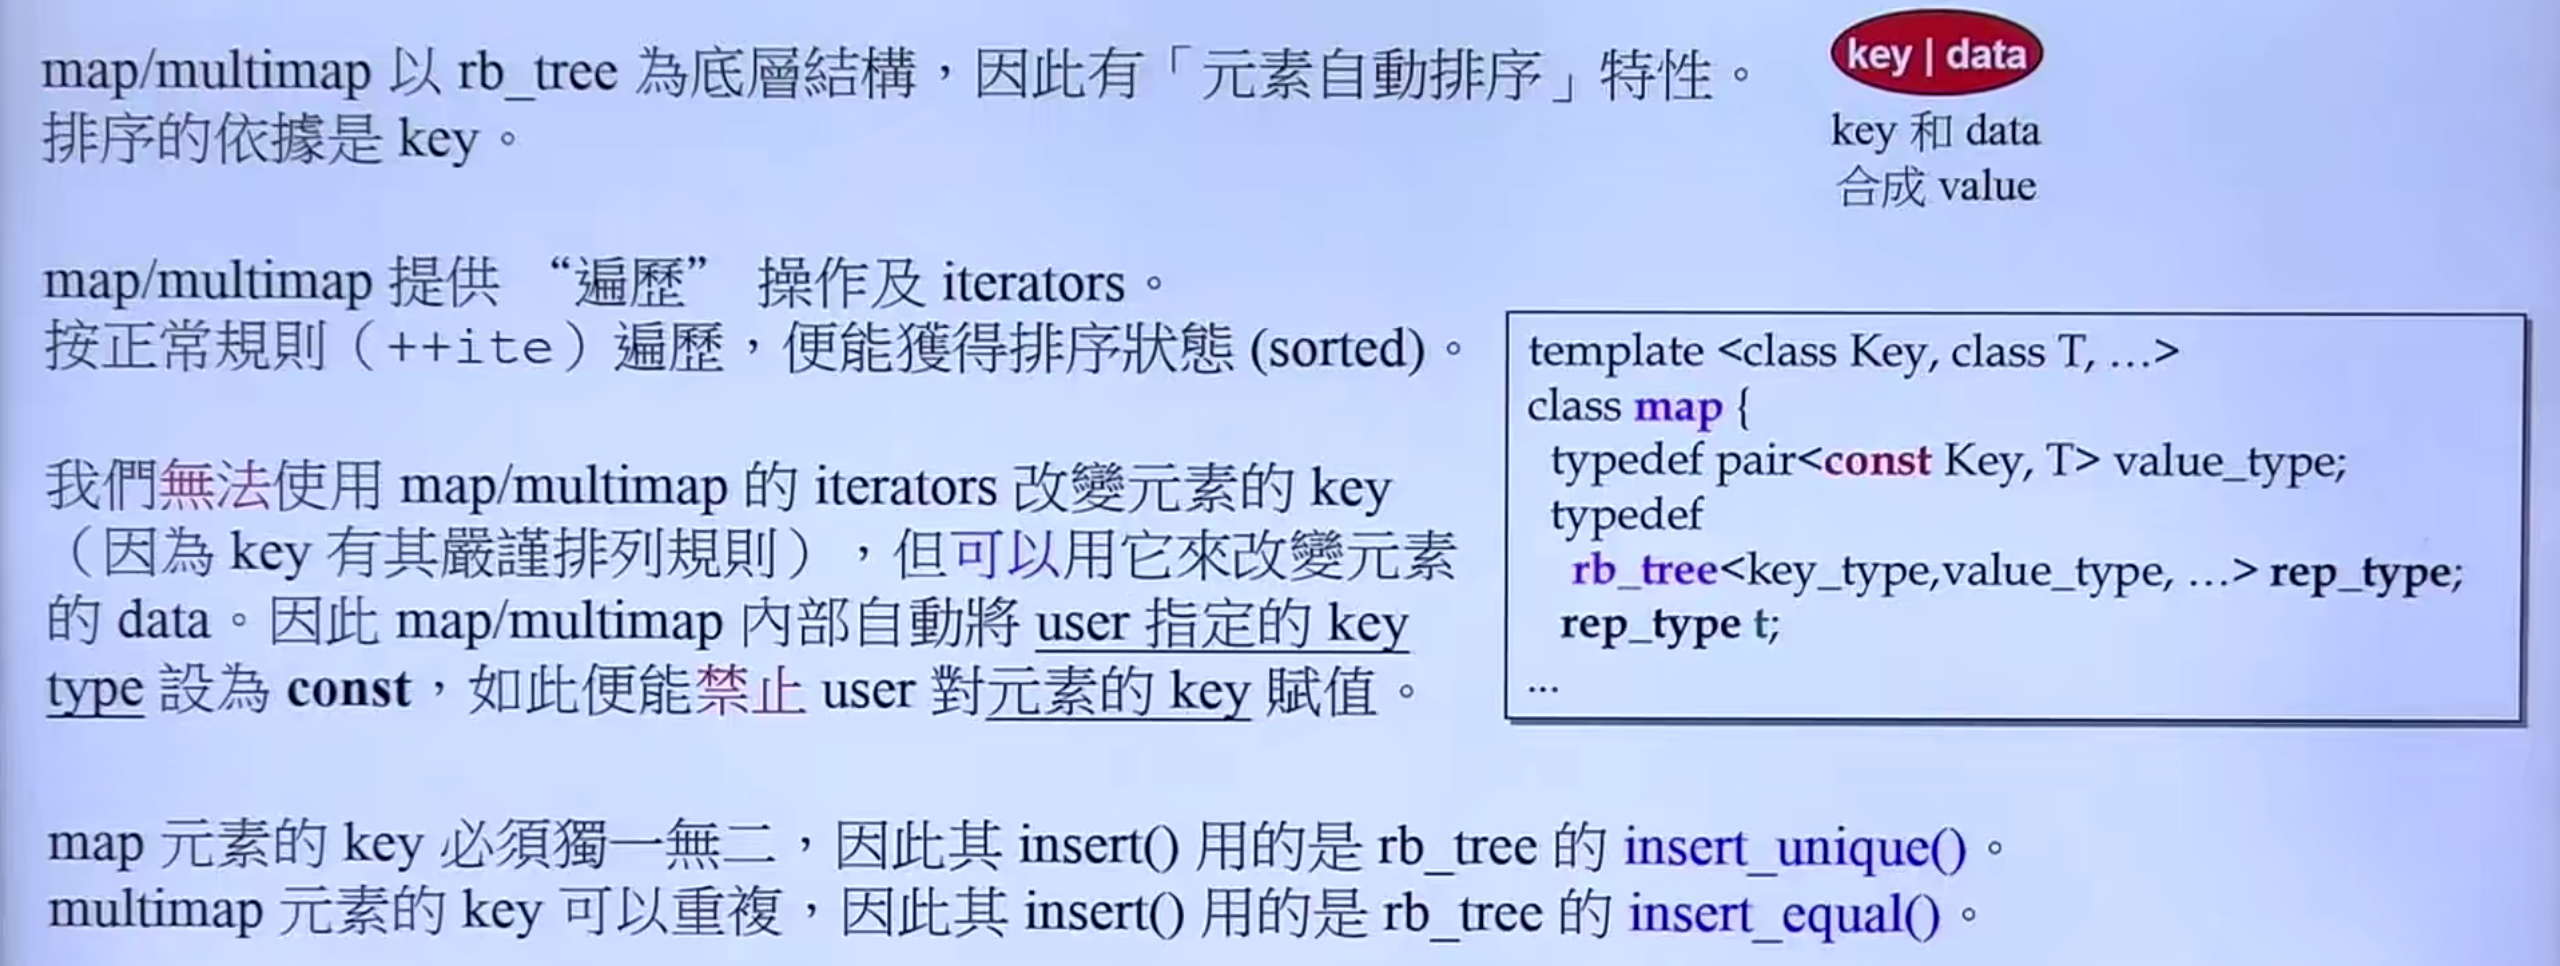 map/multimap 以 rb_tree 為底層結構，因此有「元素自動排序」特性。
排序的依據是 key。
key | data
key 和 data
合成 value
map/multimap 提供 “遍歷” 操作及 iterators。
按正常規則（++ite）遍歷，便能獲得排序狀態 (sorted)。
我們無法使用 map/multimap 的 iterators 改變元素的 key
（因為 key 有其嚴謹排列規則），但可以用它來改變元素
的 data。因此 map/multimap 內部自動將 user 指定的 key
type 設為 const，如此便能禁止 user 對元素的 key 賦值。
template <class Key, class T, …>
class map {
typedef pair<const Key, T> value_type;
typedef
rb_tree<key_type,value_type, …> rep_type;
rep_type t;
...
map 元素的 key 必須獨一無二，因此其 insert() 用的是 rb_tree 的 insert_unique()。
multimap 元素的 key 可以重複，因此其 insert() 用的是 rb_tree 的 insert_equal()。